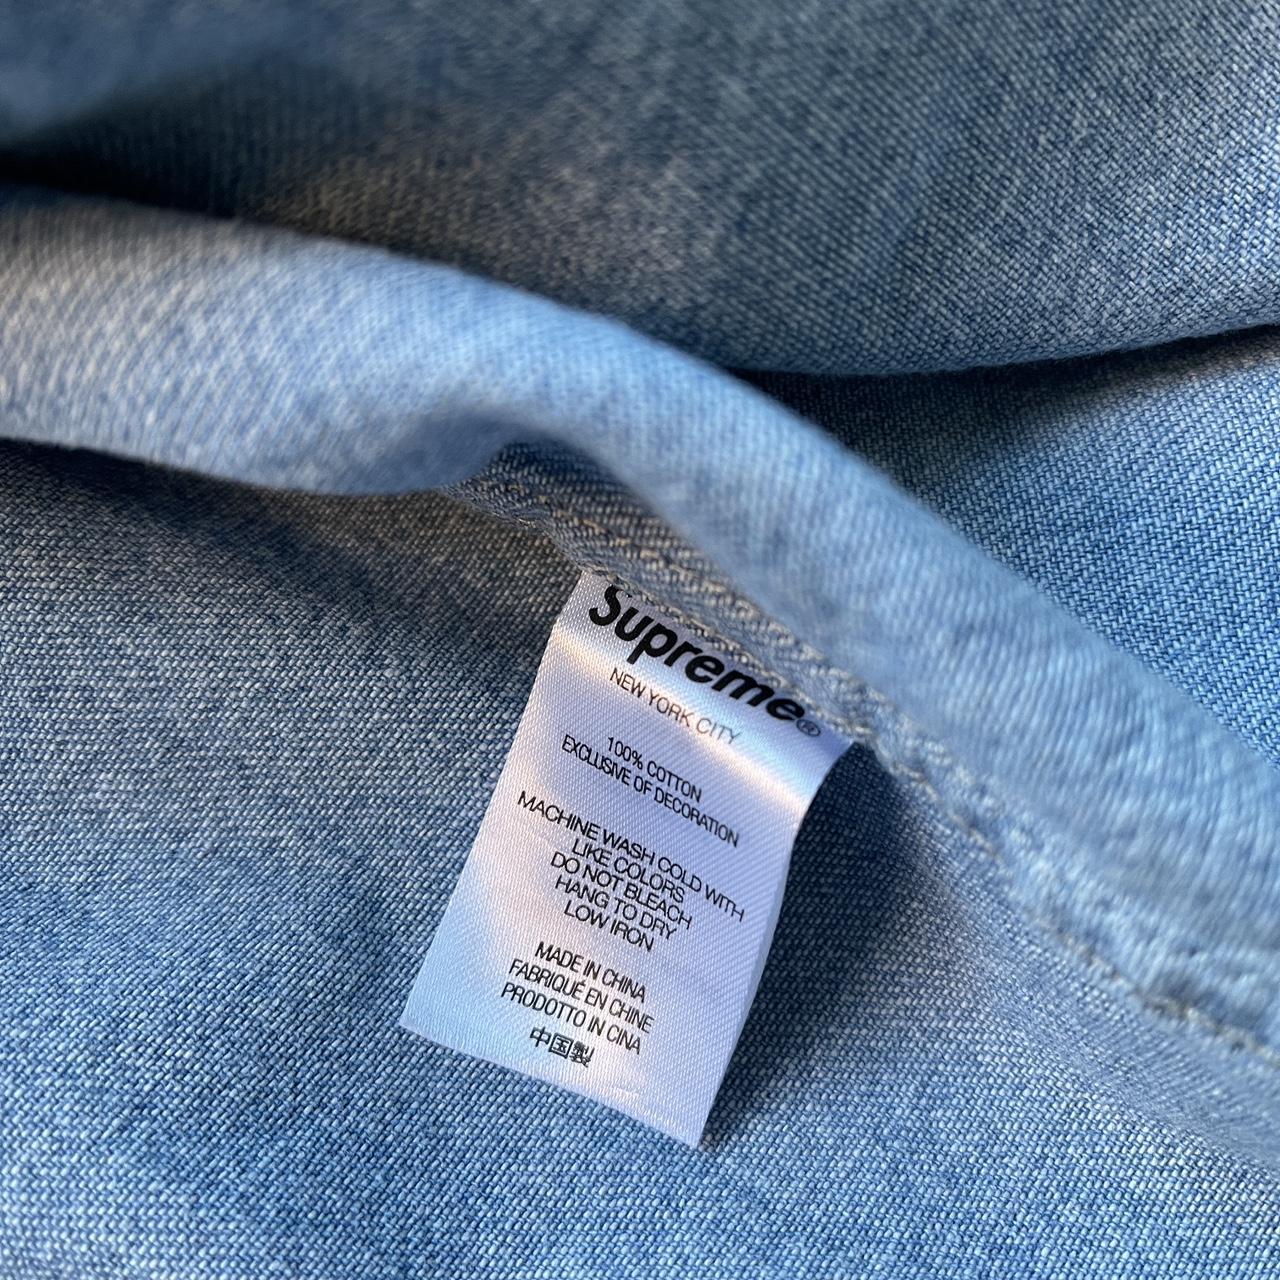 Supreme®
NEW YORK CITY
100% COTTON
EXCLUSIVE OF DECORATION
MACHINE WASH COLD WITH
LIKE COLORS
DO NOT BLEACH
HANG TO DRY
LOW IRON
MADE IN CHINA
FABRIQUÉ EN CHINE
PRODOTTO IN CINA
中国製